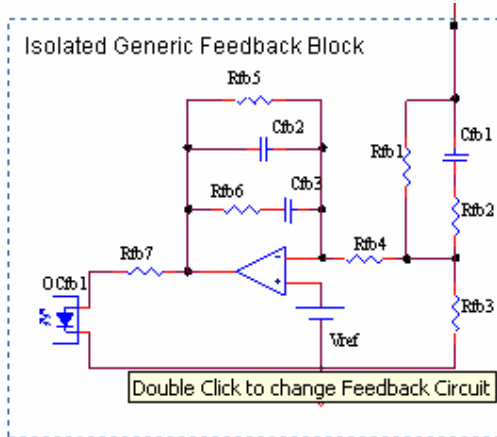 Isolated Generic Feedback Block
Rfb5
Cfb2
Cfb1
Rfb1
Cfb3
Rfb6
Rfb2
Rfb4
Rfb7
OCfb1
-
+
Rfb3
Vref
Double Click to change Feedback Circuit